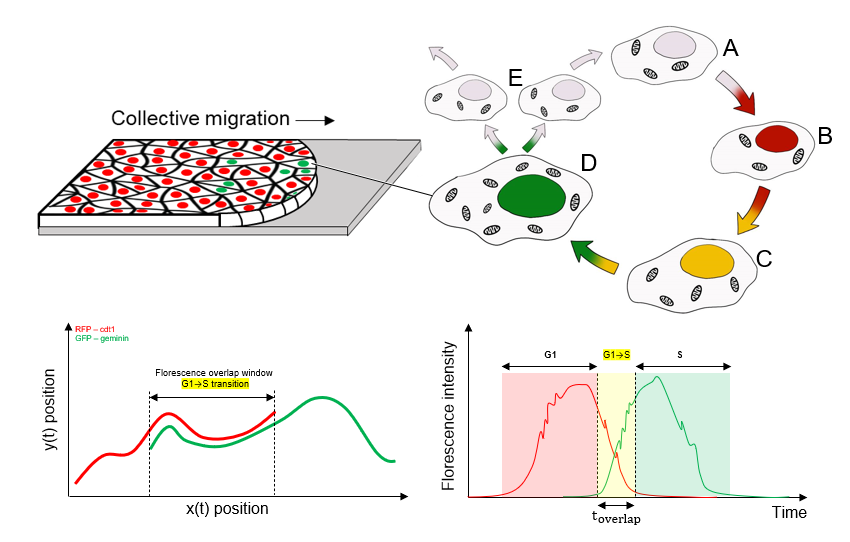 Collective migration
A
B
C
D
E
RFP – cdt1
GFP – geminin
Florescence overlap window
G1→S transition
y(t) position
x(t) position
Florescence intensity
G1
G1→S
S
t overlap
Time